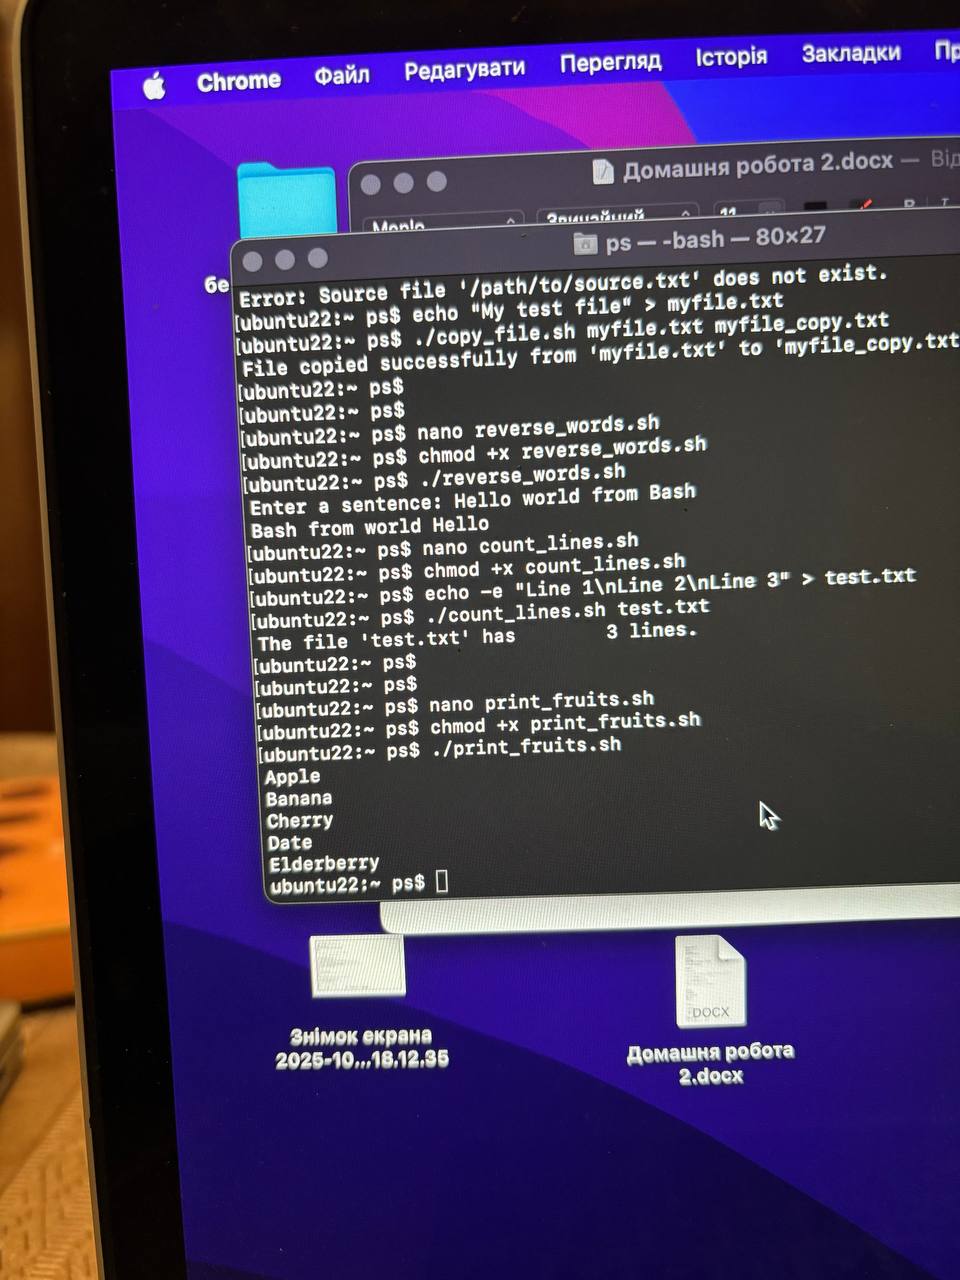 Chrome Файл Редагувати Перегляд Історія Закладки Пр
Домашня робота 2.docx — Від
Menlo Звичайний 11
ps — -bash — 80×27
бе
Error: Source file '/path/to/source.txt' does not exist.
[ubuntu22:~ ps$ echo "My test file" > myfile.txt
[ubuntu22:~ ps$ ./copy_file.sh myfile.txt myfile_copy.txt
File copied successfully from 'myfile.txt' to 'myfile_copy.txt
[ubuntu22:~ ps$
[ubuntu22:~ ps$
[ubuntu22:~ ps$ nano reverse_words.sh
[ubuntu22:~ ps$ chmod +x reverse_words.sh
[ubuntu22:~ ps$ ./reverse_words.sh
Enter a sentence: Hello world from Bash
Bash from world Hello
[ubuntu22:~ ps$ nano count_lines.sh
[ubuntu22:~ ps$ chmod +x count_lines.sh
[ubuntu22:~ ps$ echo -e "Line 1\nLine 2\nLine 3" > test.txt
[ubuntu22:~ ps$ ./count_lines.sh test.txt
The file 'test.txt' has        3 lines.
[ubuntu22:~ ps$
[ubuntu22:~ ps$
[ubuntu22:~ ps$ nano print_fruits.sh
[ubuntu22:~ ps$ chmod +x print_fruits.sh
[ubuntu22:~ ps$ ./print_fruits.sh
Apple
Banana
Cherry
Date
Elderberry
ubuntu22:~ ps$
DOCX
Знімок екрана
2025-10...18.12.35
Домашня робота
2.docx